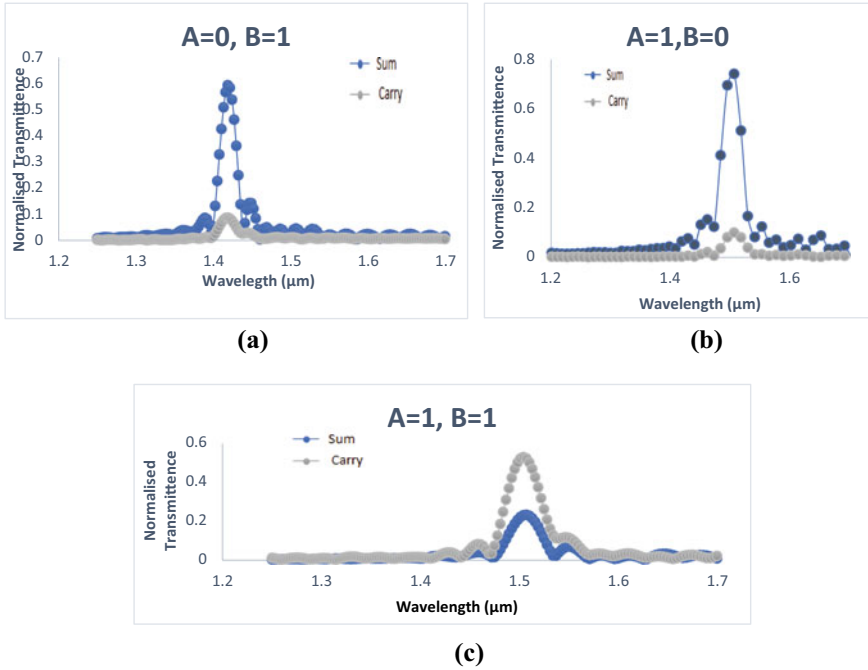 A=0, B=1
Normalised Transmittence
0.7
0.6
0.5
0.4
0.3
0.2
0.1
0
Sum
Carry
1.2 1.3 1.4 1.5 1.6 1.7
Wavelegth (µm)
(a)
A=1,B=0
Normalised Transmittence
0.8
0.6
0.4
0.2
0
Sum
Carry
1.2 1.4 1.6
Wavelength (µm)
(b)
A=1, B=1
Normalised
Transmittence
0.6
0.4
0.2
0
Sum
Carry
1.2 1.3 1.4 1.5 1.6 1.7
Wavelength (µm)
(c)